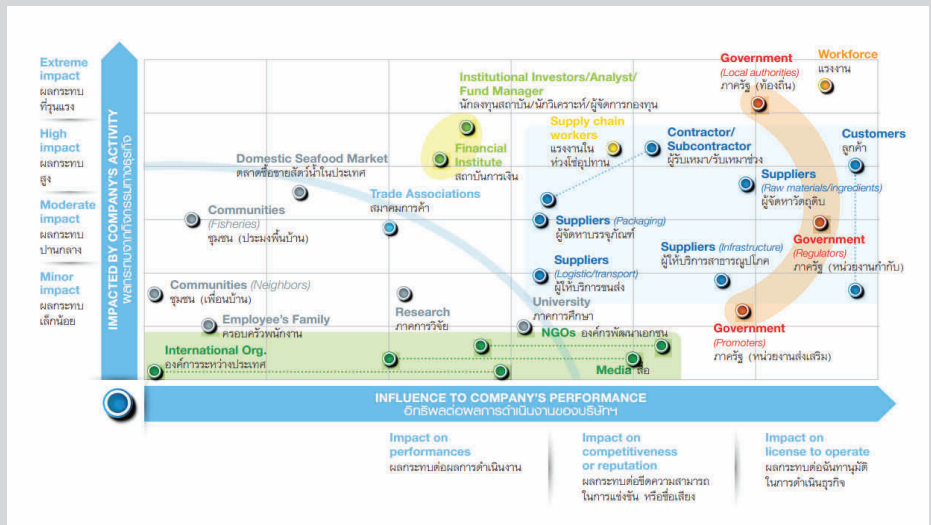 Extreme
impact
ผลกระทบ
ที่รุนแรง
High
impact
ผลกระทบ
สูง
Moderate
impact
ผลกระทบ
ปานกลาง
Minor
impact
ผลกระทบ
เล็กน้อย
IMPACTED BY COMPANY'S ACTIVITY
ผลกระทบจากกิจกรรมทางธุรกิจ
Government
(Local authorities)
ภาครัฐ (ท้องถิ่น)
Workforce
แรงงาน
Institutional Investors/Analyst/
Fund Manager
นักลงทุนสถาบัน/นักวิเคราะห์/ผู้จัดการกองทุน
Financial
Institute
สถาบันการเงิน
Supply chain
workers
แรงงานใน
ห่วงโซ่อุปทาน
Contractor/
Subcontractor
ผู้รับเหมา/รับเหมาช่วง
Customers
ลูกค้า
Domestic Seafood Market
ตลาดซื้อขายสัตว์น้ำในประเทศ
Trade Associations
สมาคมการค้า
Suppliers
(Raw materials/ingredients)
ผู้จัดหาวัตถุดิบ
Communities
(Fisheries)
ชุมชน (ประมงพื้นบ้าน)
Suppliers (Packaging)
ผู้จัดหาบรรจุภัณฑ์
Government
(Regulators)
ภาครัฐ (หน่วยงานกำกับ)
Suppliers (Infrastructure)
ผู้ให้บริการสาธารณูปโภค
Suppliers
(Logistic/transport)
ผู้ให้บริการขนส่ง
Communities (Neighbors)
ชุมชน (เพื่อนบ้าน)
Research
ภาคการวิจัย
University
ภาคการศึกษา
Employee's Family
ครอบครัวพนักงาน
NGOs องค์กรพัฒนาเอกชน
Government
(Promoters)
ภาครัฐ (หน่วยงานส่งเสริม)
International Org.
องค์การระหว่างประเทศ
Media สื่อ
INFLUENCE TO COMPANY'S PERFORMANCE
อิทธิพลต่อผลการดำเนินงานของบริษัทฯ
Impact on
performances
ผลกระทบต่อผลการดำเนินงาน
Impact on
competitiveness
or reputation
ผลกระทบต่อขีดความสามารถ
ในการแข่งขัน หรือชื่อเสียง
Impact on
license to operate
ผลกระทบต่อฉันทานุมัติ
ในการดำเนินธุรกิจ